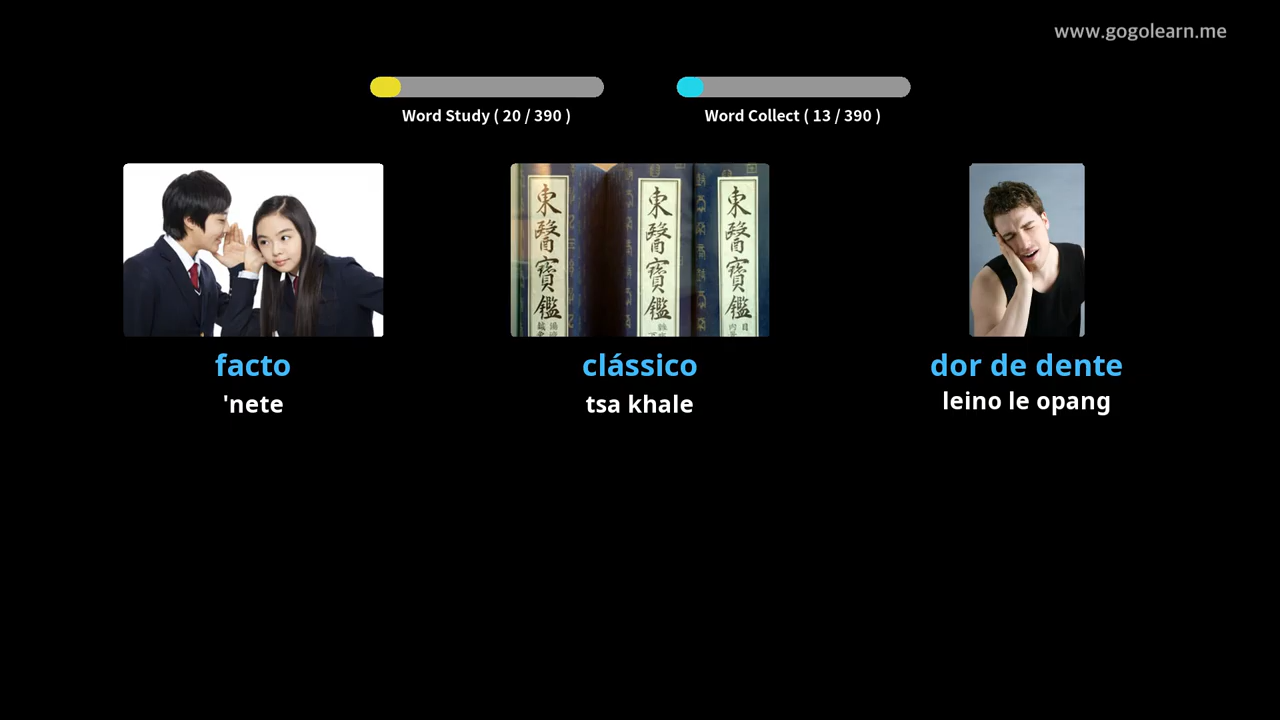 www.gogolearn.me
Word Study ( 20 / 390 )
Word Collect ( 13 / 390 )
東醫寶鑑
東醫寶鑑
東醫寶鑑
facto
clássico
dor de dente
'nete
tsa khale
leino le opang